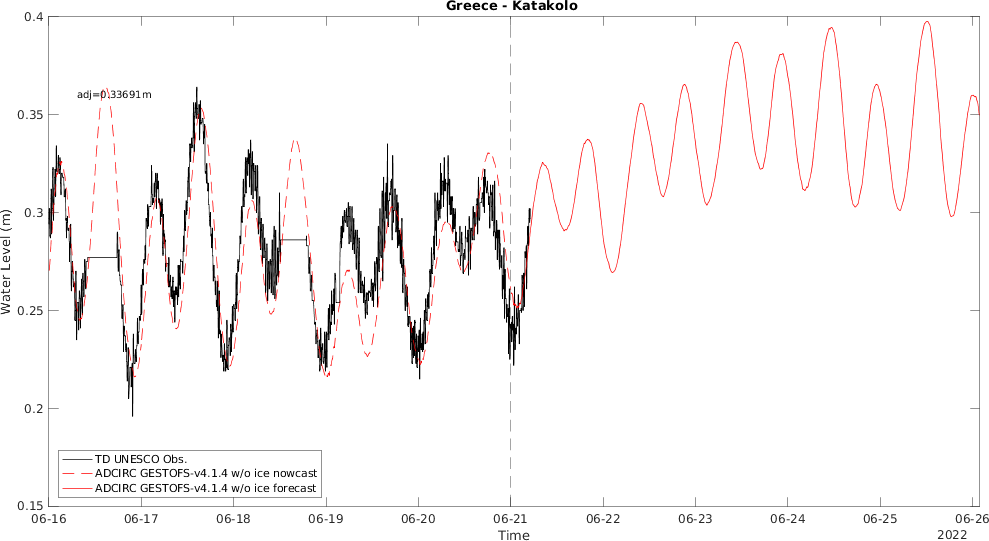 Greece - Katakolo
0.4
0.35
0.3
0.25
0.2
0.15
Water Level (m)
adj=0.33691m
TD UNESCO Obs.
ADCIRC GESTOFS-v4.1.4 w/o ice nowcast
ADCIRC GESTOFS-v4.1.4 w/o ice forecast
06-16 06-17 06-18 06-19 06-20 06-21 06-22 06-23 06-24 06-25 06-26
Time
2022